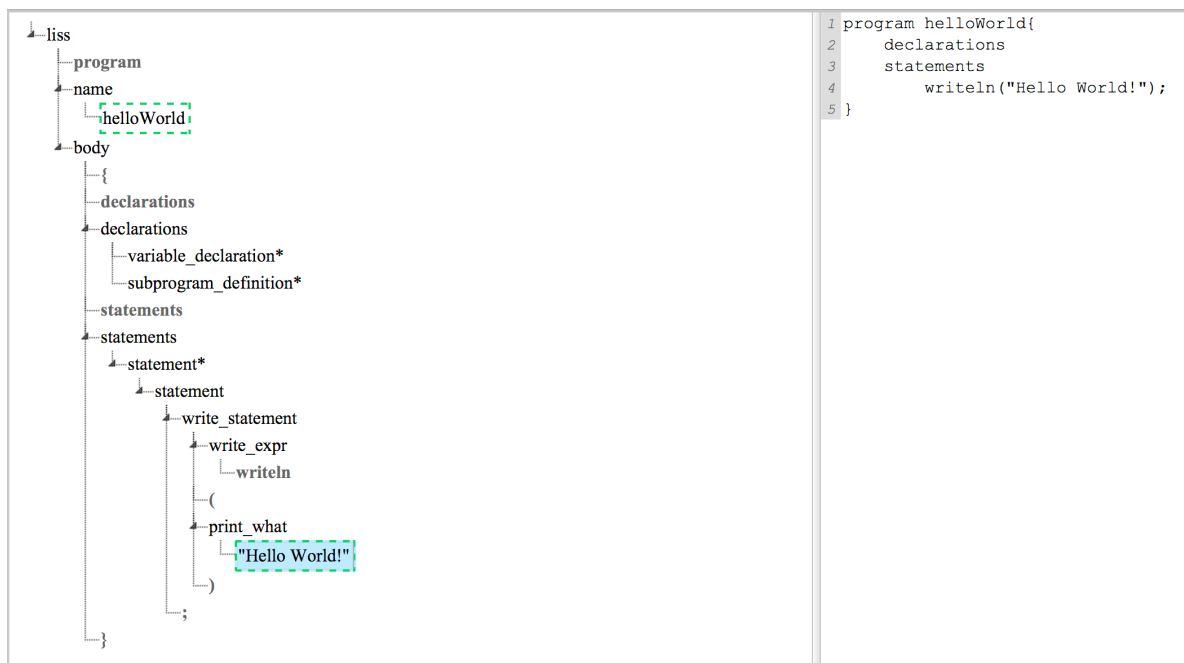 liss
program
name
helloWorld
body
{
declarations
declarations
variable_declaration*
subprogram_definition*
statements
statements
statement*
statement
write_statement
write_expr
writeln
(
print_what
"Hello World!"
)
;
}
1 program helloWorld{
2 declarations
3 statements
4 writeln("Hello World!");
5 }